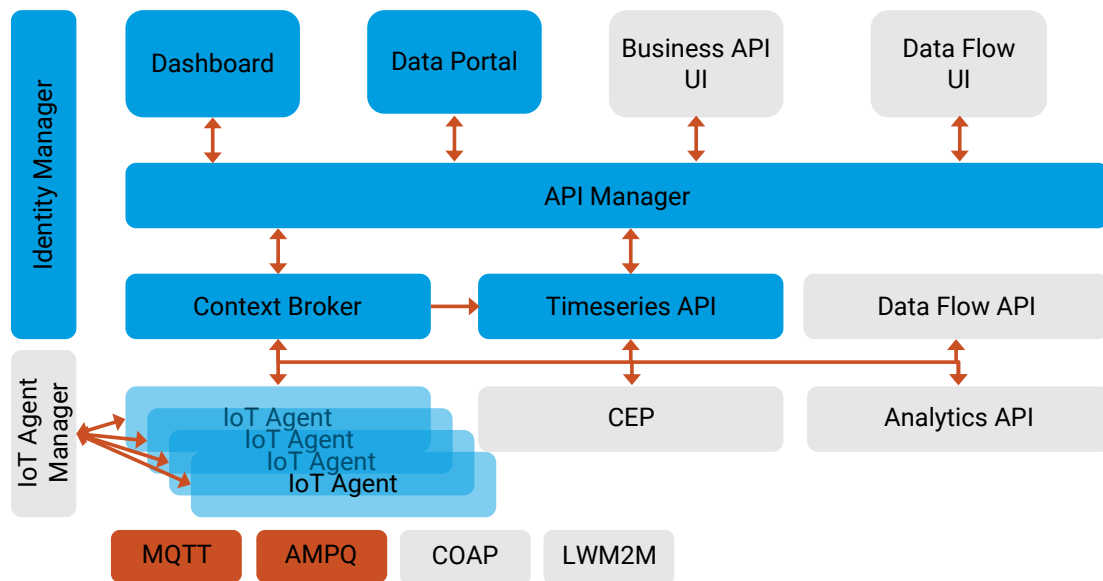 Identity Manager
Dashboard
Data Portal
Business API
UI
Data Flow
UI
API Manager
Context Broker
Timeseries API
Data Flow API
IoT Agent
Manager
IoT Agent
IoT Agent
IoT Agent
IoT Agent
CEP
Analytics API
MQTT
AMPQ
COAP
LWM2M